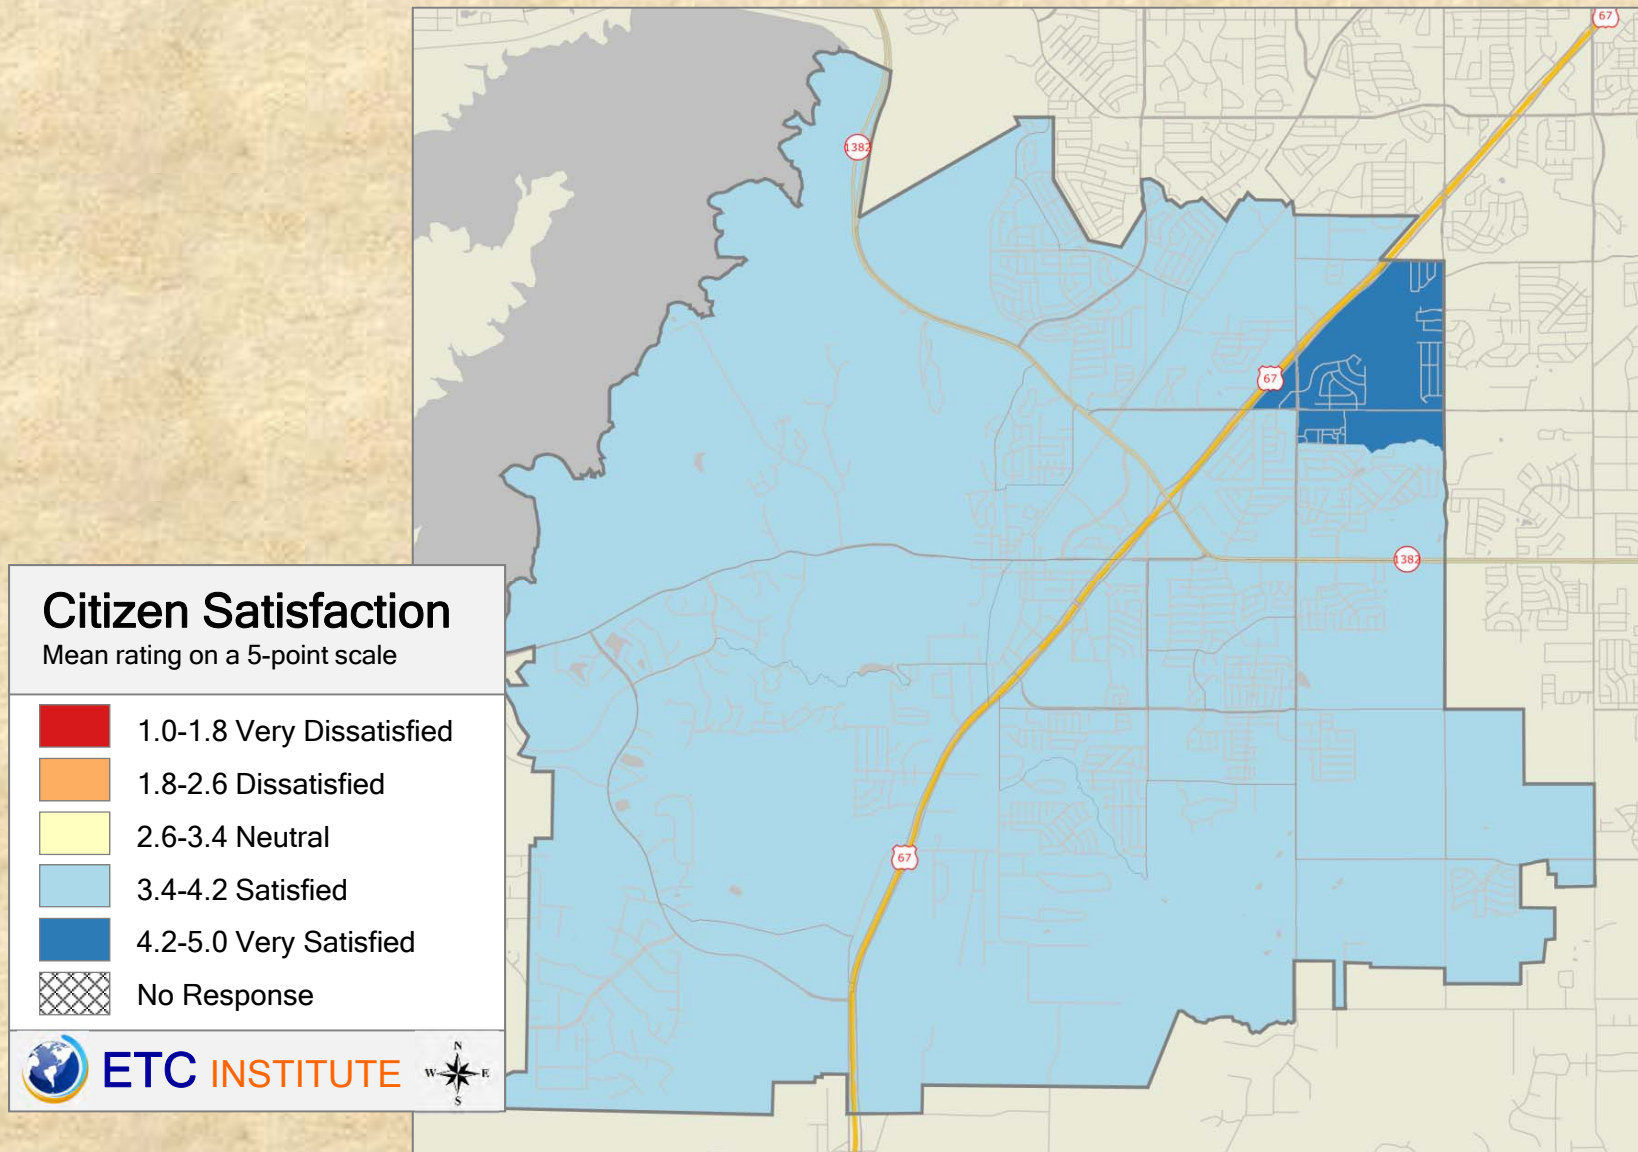 67
1382
67
1382
67
Citizen Satisfaction
Mean rating on a 5-point scale
1.0-1.8 Very Dissatisfied
1.8-2.6 Dissatisfied
2.6-3.4 Neutral
3.4-4.2 Satisfied
4.2-5.0 Very Satisfied
No Response
ETC INSTITUTE
N
W E
S